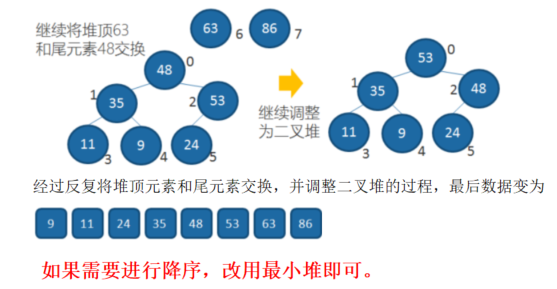 继续将堆顶63
和尾元素48交换
63 6 86 7
48 0
1 35 2 53
11 3 9 4 24 5
继续调整
为二叉堆
53 0
1 35 2 48
11 3 9 4 24 5
经过反复将堆顶元素和尾元素交换，并调整二叉堆的过程，最后数据变为
9 11 24 35 48 53 63 86
如果需要进行降序，改用最小堆即可。